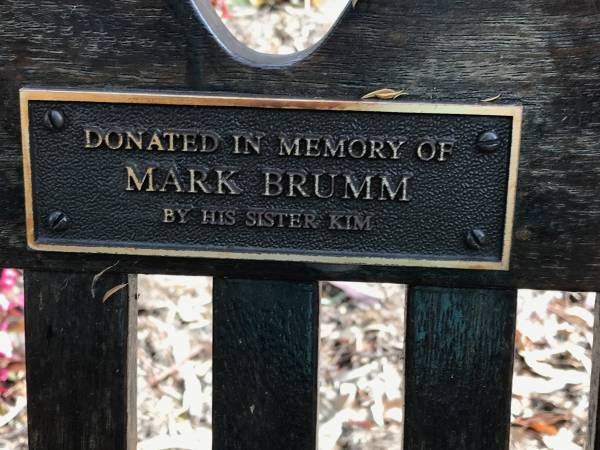 DONATED IN MEMORY OF
MARK BRUMM
BY HIS SISTER KIM